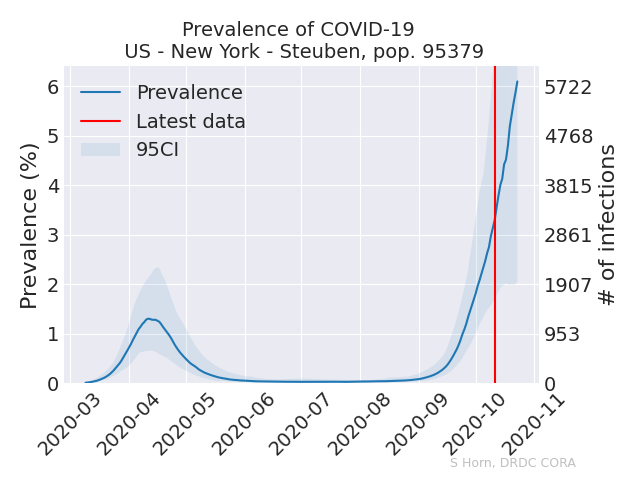 Prevalence of COVID-19
US - New York - Steuben, pop. 95379
Prevalence
Latest data
95CI
Prevalence (%)
6
5
4
3
2
1
0
5722
4768
3815
2861
1907
953
0
# of infections
2020-03
2020-04
2020-05
2020-06
2020-07
2020-08
2020-09
2020-10
2020-11
S Horn, DRDC CORA